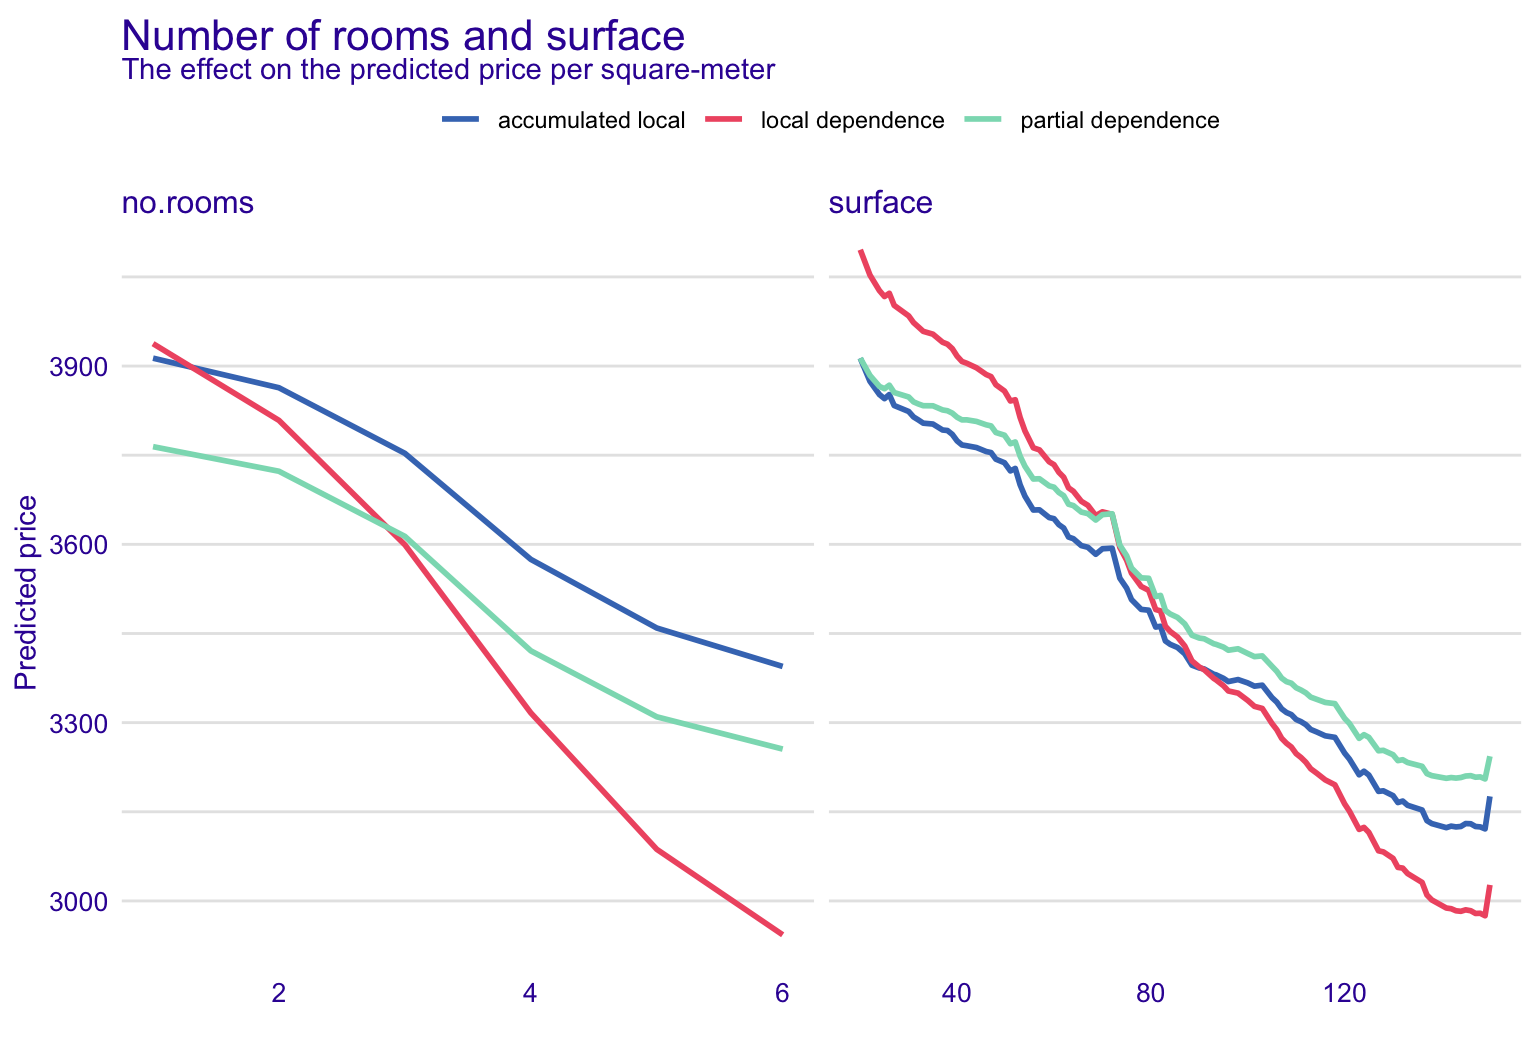 Number of rooms and surface
The effect on the predicted price per square-meter
accumulated local local dependence partial dependence
no.rooms surface
Predicted price
3900
3600
3300
3000
2 4 6 40 80 120